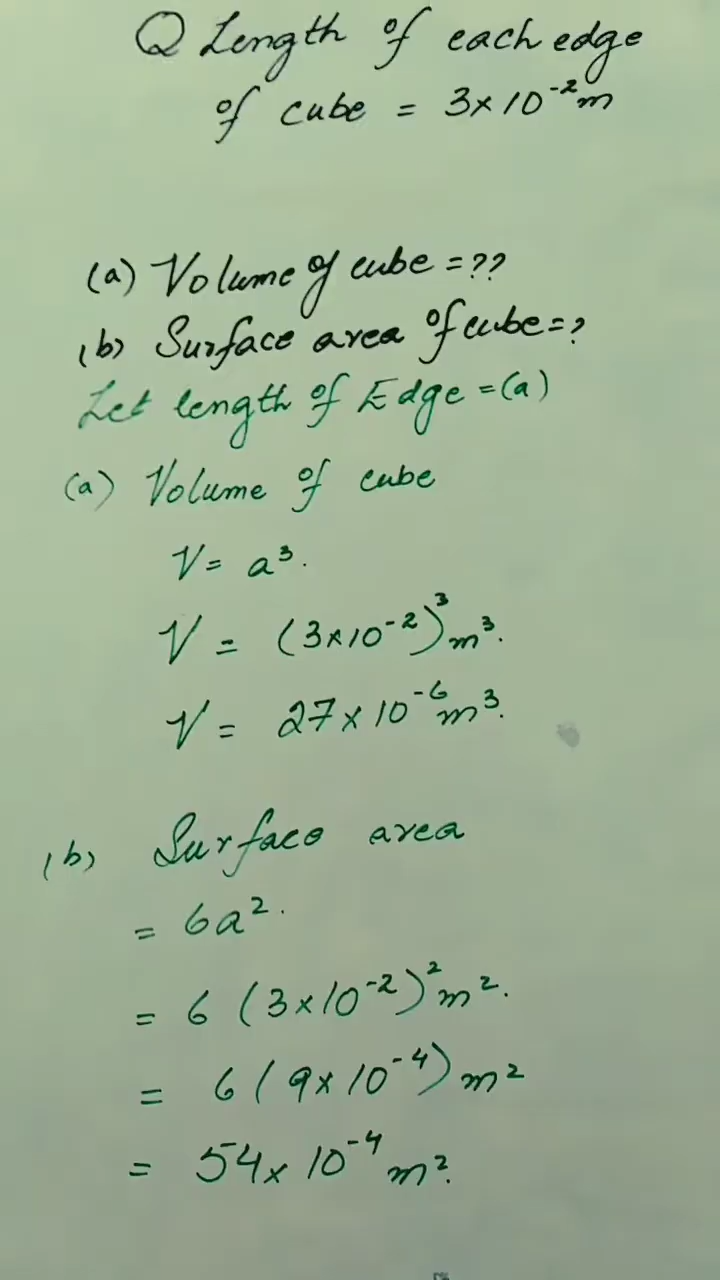 Q Length of each edge
of cube = 3×10⁻²m
(a) Volume of cube = ??
(b) Surface area of cube = ?
Let length of Edge = (a)
(a) Volume of cube
V = a³.
V = (3×10⁻²)³m³.
V = 27×10⁻⁶m³.
(b) Surface area
= 6a².
= 6 (3×10⁻²)²m².
= 6 (9×10⁻⁴) m²
= 54×10⁻⁴ m².